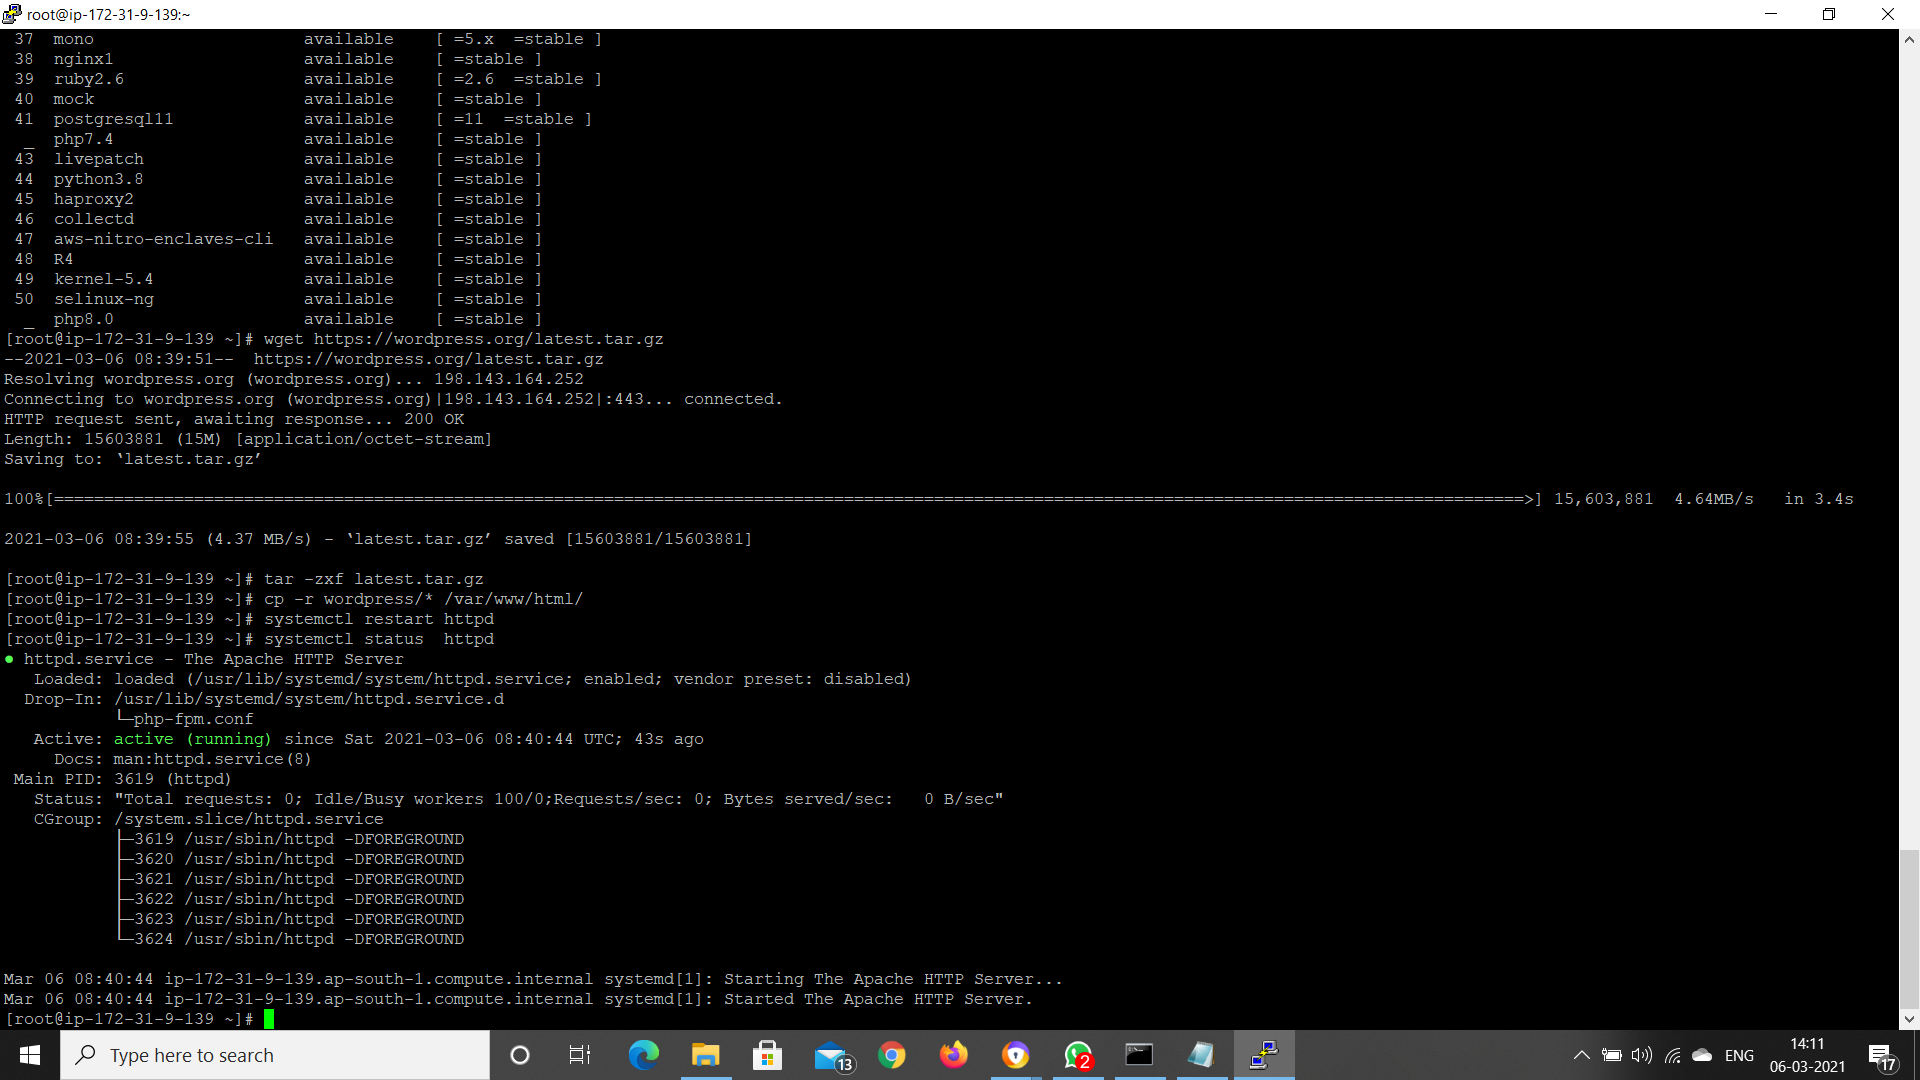 root@ip-172-31-9-139:~
37 mono available [ =5.x =stable ]
38 nginx1 available [ =stable ]
39 ruby2.6 available [ =2.6 =stable ]
40 mock available [ =stable ]
41 postgresql11 available [ =11 =stable ]
_ php7.4 available [ =stable ]
43 livepatch available [ =stable ]
44 python3.8 available [ =stable ]
45 haproxy2 available [ =stable ]
46 collectd available [ =stable ]
47 aws-nitro-enclaves-cli available [ =stable ]
48 R4 available [ =stable ]
49 kernel-5.4 available [ =stable ]
50 selinux-ng available [ =stable ]
_ php8.0 available [ =stable ]
[root@ip-172-31-9-139 ~]# wget https://wordpress.org/latest.tar.gz
--2021-03-06 08:39:51-- https://wordpress.org/latest.tar.gz
Resolving wordpress.org (wordpress.org)... 198.143.164.252
Connecting to wordpress.org (wordpress.org)|198.143.164.252|:443... connected.
HTTP request sent, awaiting response... 200 OK
Length: 15603881 (15M) [application/octet-stream]
Saving to: ‘latest.tar.gz’
100%[===================================================================================================================================================>] 15,603,881 4.64MB/s in 3.4s
2021-03-06 08:39:55 (4.37 MB/s) - ‘latest.tar.gz’ saved [15603881/15603881]
[root@ip-172-31-9-139 ~]# tar -zxf latest.tar.gz
[root@ip-172-31-9-139 ~]# cp -r wordpress/* /var/www/html/
[root@ip-172-31-9-139 ~]# systemctl restart httpd
[root@ip-172-31-9-139 ~]# systemctl status  httpd
● httpd.service - The Apache HTTP Server
Loaded: loaded (/usr/lib/systemd/system/httpd.service; enabled; vendor preset: disabled)
Drop-In: /usr/lib/systemd/system/httpd.service.d
└─php-fpm.conf
Active: active (running) since Sat 2021-03-06 08:40:44 UTC; 43s ago
Docs: man:httpd.service(8)
Main PID: 3619 (httpd)
Status: "Total requests: 0; Idle/Busy workers 100/0;Requests/sec: 0; Bytes served/sec:   0 B/sec"
CGroup: /system.slice/httpd.service
├─3619 /usr/sbin/httpd -DFOREGROUND
├─3620 /usr/sbin/httpd -DFOREGROUND
├─3621 /usr/sbin/httpd -DFOREGROUND
├─3622 /usr/sbin/httpd -DFOREGROUND
├─3623 /usr/sbin/httpd -DFOREGROUND
└─3624 /usr/sbin/httpd -DFOREGROUND
Mar 06 08:40:44 ip-172-31-9-139.ap-south-1.compute.internal systemd[1]: Starting The Apache HTTP Server...
Mar 06 08:40:44 ip-172-31-9-139.ap-south-1.compute.internal systemd[1]: Started The Apache HTTP Server.
[root@ip-172-31-9-139 ~]#
Type here to search
13
2
ENG
14:11
06-03-2021
17